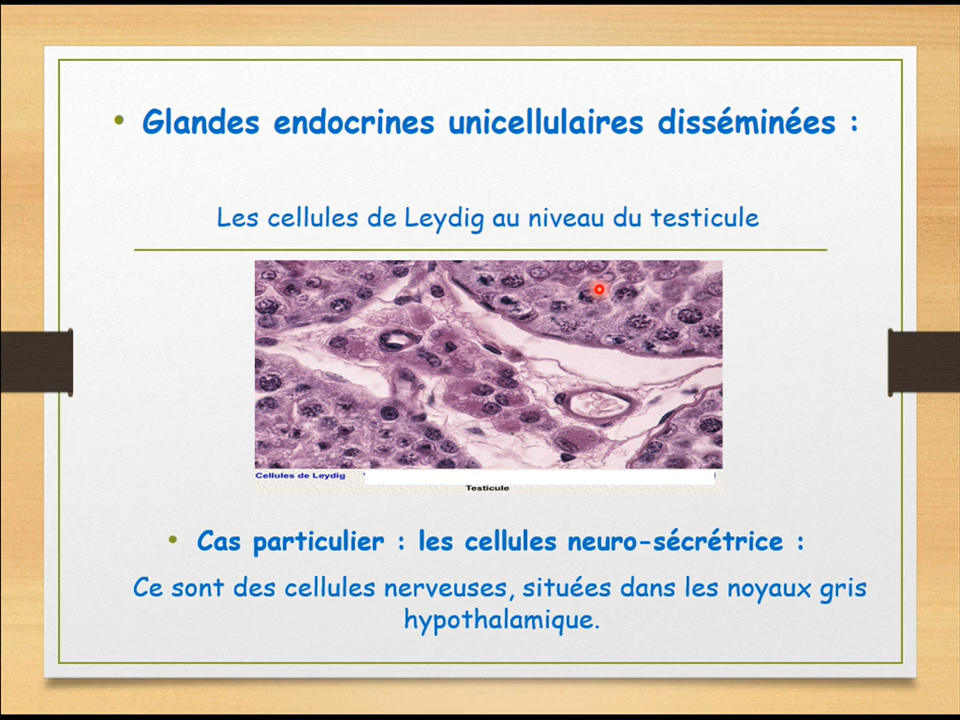 • Glandes endocrines unicellulaires disséminées :
Les cellules de Leydig au niveau du testicule
Cellules de Leydig
Testicule
• Cas particulier : les cellules neuro-sécrétrice :
Ce sont des cellules nerveuses, situées dans les noyaux gris
hypothalamique.